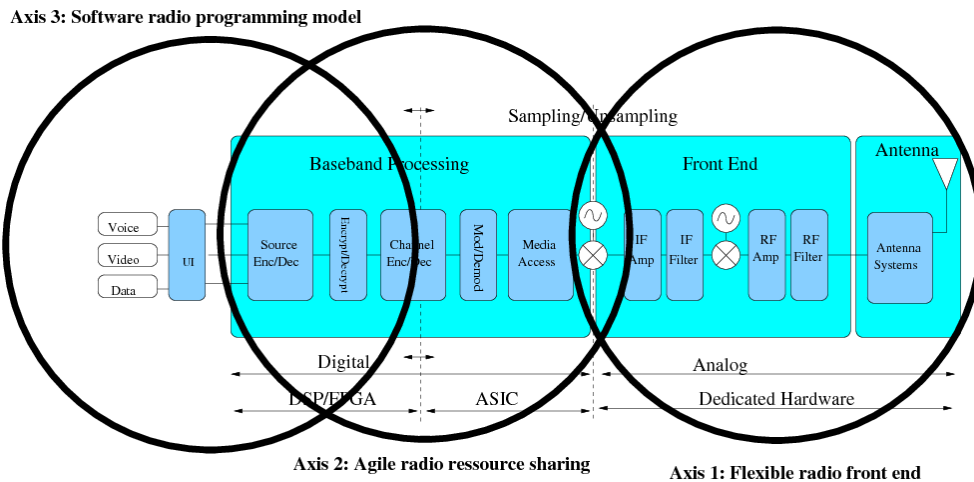 Axis 3: Software radio programming model
Sampling/Upsampling
Baseband Processing
Front End
Antenna
Voice
Video
Data
UI
Source
Enc/Dec
Encrypt/Decrypt
Channel
Enc/Dec
Mod/Demod
Media
Access
IF
Amp
IF
Filter
RF
Amp
RF
Filter
Antenna
Systems
Digital
Analog
DSP/FPGA
ASIC
Dedicated Hardware
Axis 2: Agile radio ressource sharing
Axis 1: Flexible radio front end